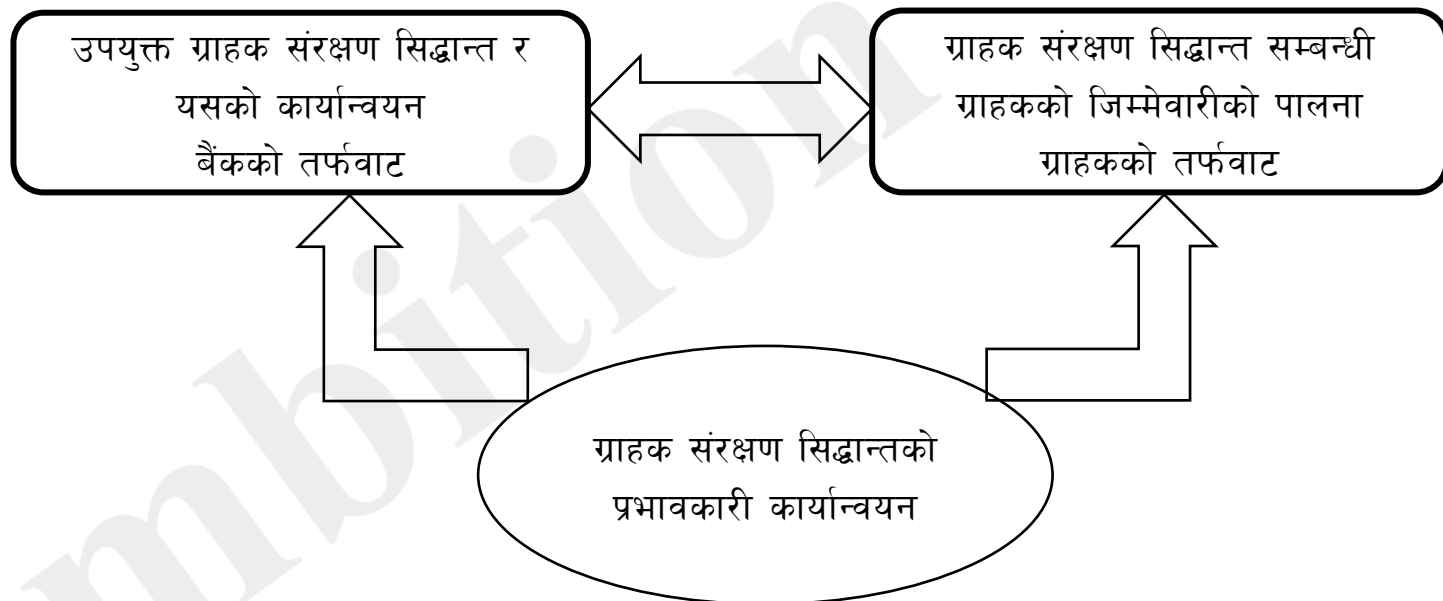 उपयुक्त ग्राहक संरक्षण सिद्धान्त र
यसको कार्यान्वयन
बैंकको तर्फवाट
ग्राहक संरक्षण सिद्धान्त सम्बन्धी
ग्राहकको जिम्मेवारीको पालना
ग्राहकको तर्फवाट
ग्राहक संरक्षण सिद्धान्तको
प्रभावकारी कार्यान्वयन
mbition